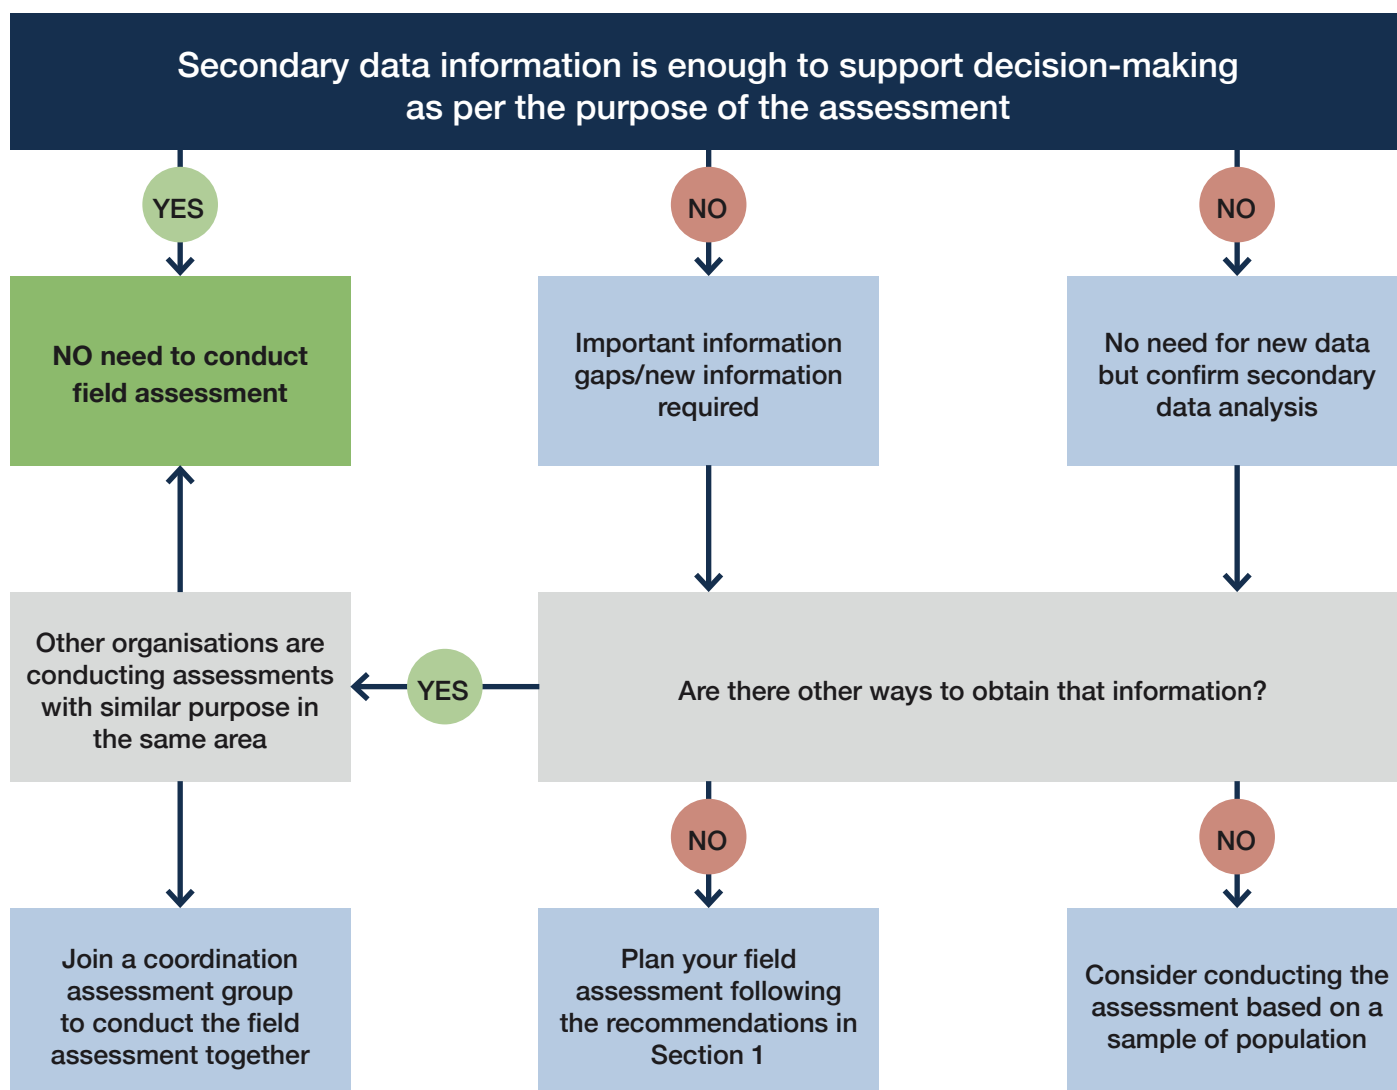 Secondary data information is enough to support decision-making
as per the purpose of the assessment
YES
NO
NO
NO need to conduct
field assessment
Important information
gaps/new information
required
No need for new data
but confirm secondary
data analysis
Other organisations are
conducting assessments
with similar purpose in
the same area
YES
Are there other ways to obtain that information?
NO
NO
Join a coordination
assessment group
to conduct the field
assessment together
Plan your field
assessment following
the recommendations in
Section 1
Consider conducting the
assessment based on a
sample of population